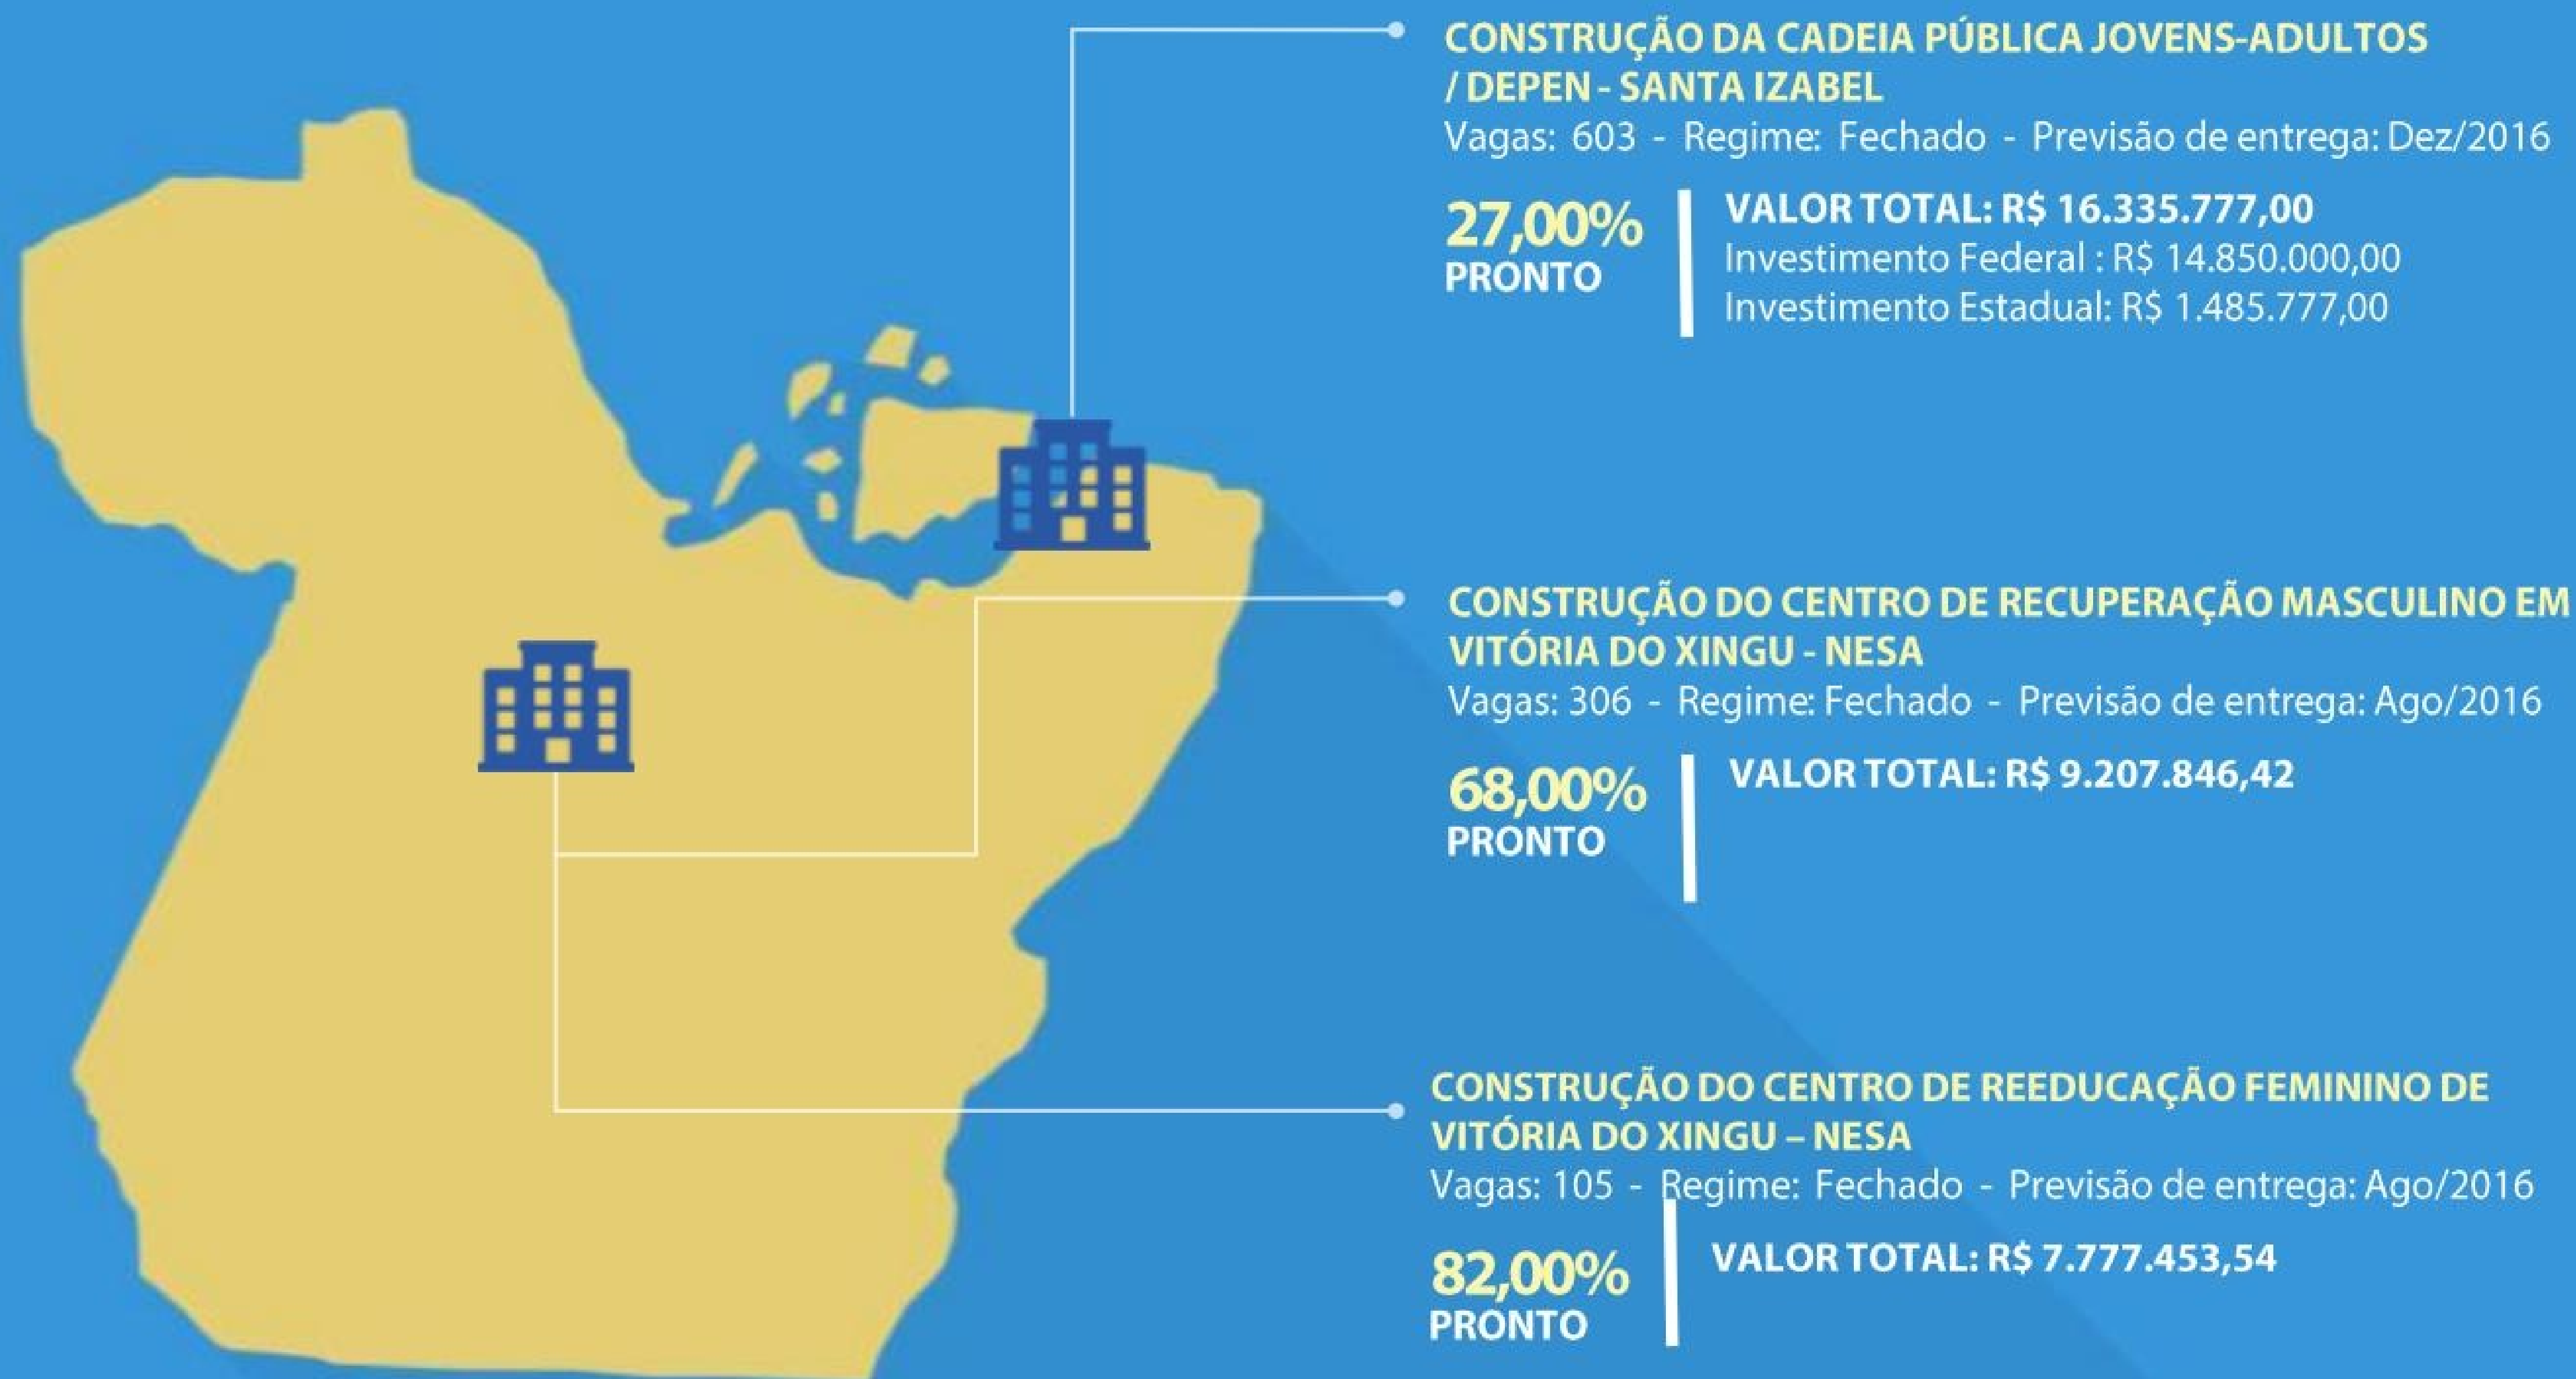 CONSTRUÇÃO DA CADEIA PÚBLICA JOVENS-ADULTOS
/ DEPEN - SANTA IZABEL
Vagas: 603 - Regime: Fechado - Previsão de entrega: Dez/2016
27,00%
PRONTO
VALOR TOTAL: R$ 16.335.777,00
Investimento Federal : R$ 14.850.000,00
Investimento Estadual: R$ 1.485.777,00
CONSTRUÇÃO DO CENTRO DE RECUPERAÇÃO MASCULINO EM
VITÓRIA DO XINGU - NESA
Vagas: 306 - Regime: Fechado - Previsão de entrega: Ago/2016
68,00%
PRONTO
VALOR TOTAL: R$ 9.207.846,42
CONSTRUÇÃO DO CENTRO DE REEDUCAÇÃO FEMININO DE
VITÓRIA DO XINGU – NESA
Vagas: 105 - Regime: Fechado - Previsão de entrega: Ago/2016
82,00%
PRONTO
VALOR TOTAL: R$ 7.777.453,54